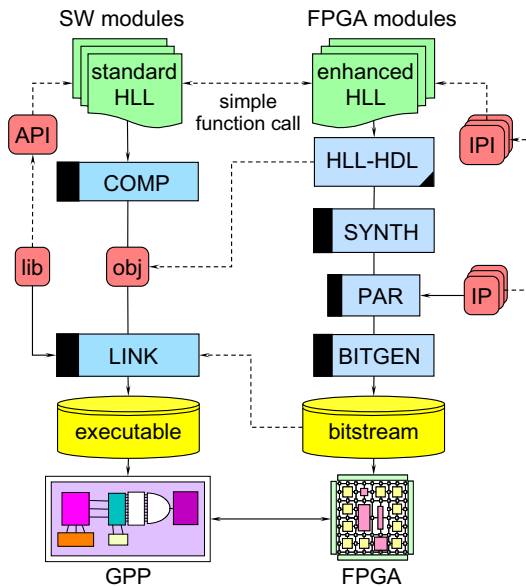 SW modules
FPGA modules
standard
HLL
enhanced
HLL
simple
function call
API
IPI
COMP
HLL-HDL
SYNTH
lib
obj
PAR
IP
LINK
BITGEN
executable
bitstream
GPP
FPGA